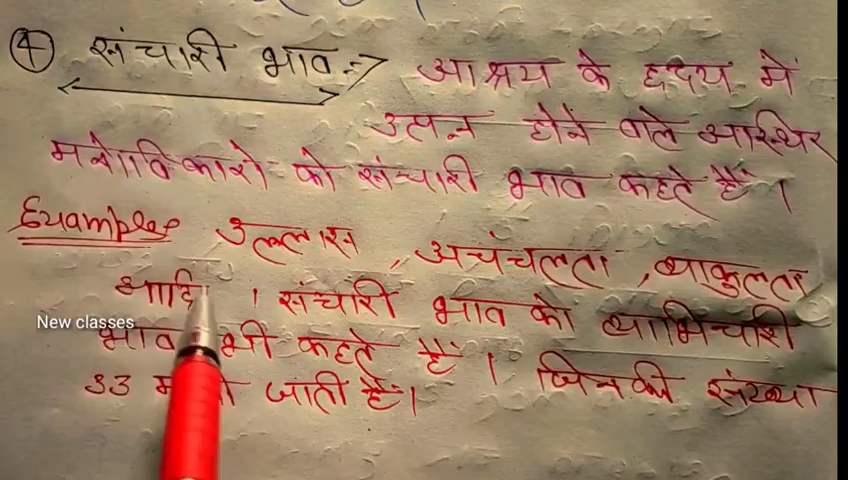 ④ संचारी भाव :-> आश्रय के हृदय में
उत्पन्न होनें वाले आस्थिर
मनोविकारो को संचारी भाव कहते हैं ।
Examples उल्लास , अचंचलता , व्याकुलता
आदि । संचारी भाव को व्याभिचारी
New classes
भाव भी कहते हैं । जिनकी संख्या
33 जाती हैं।